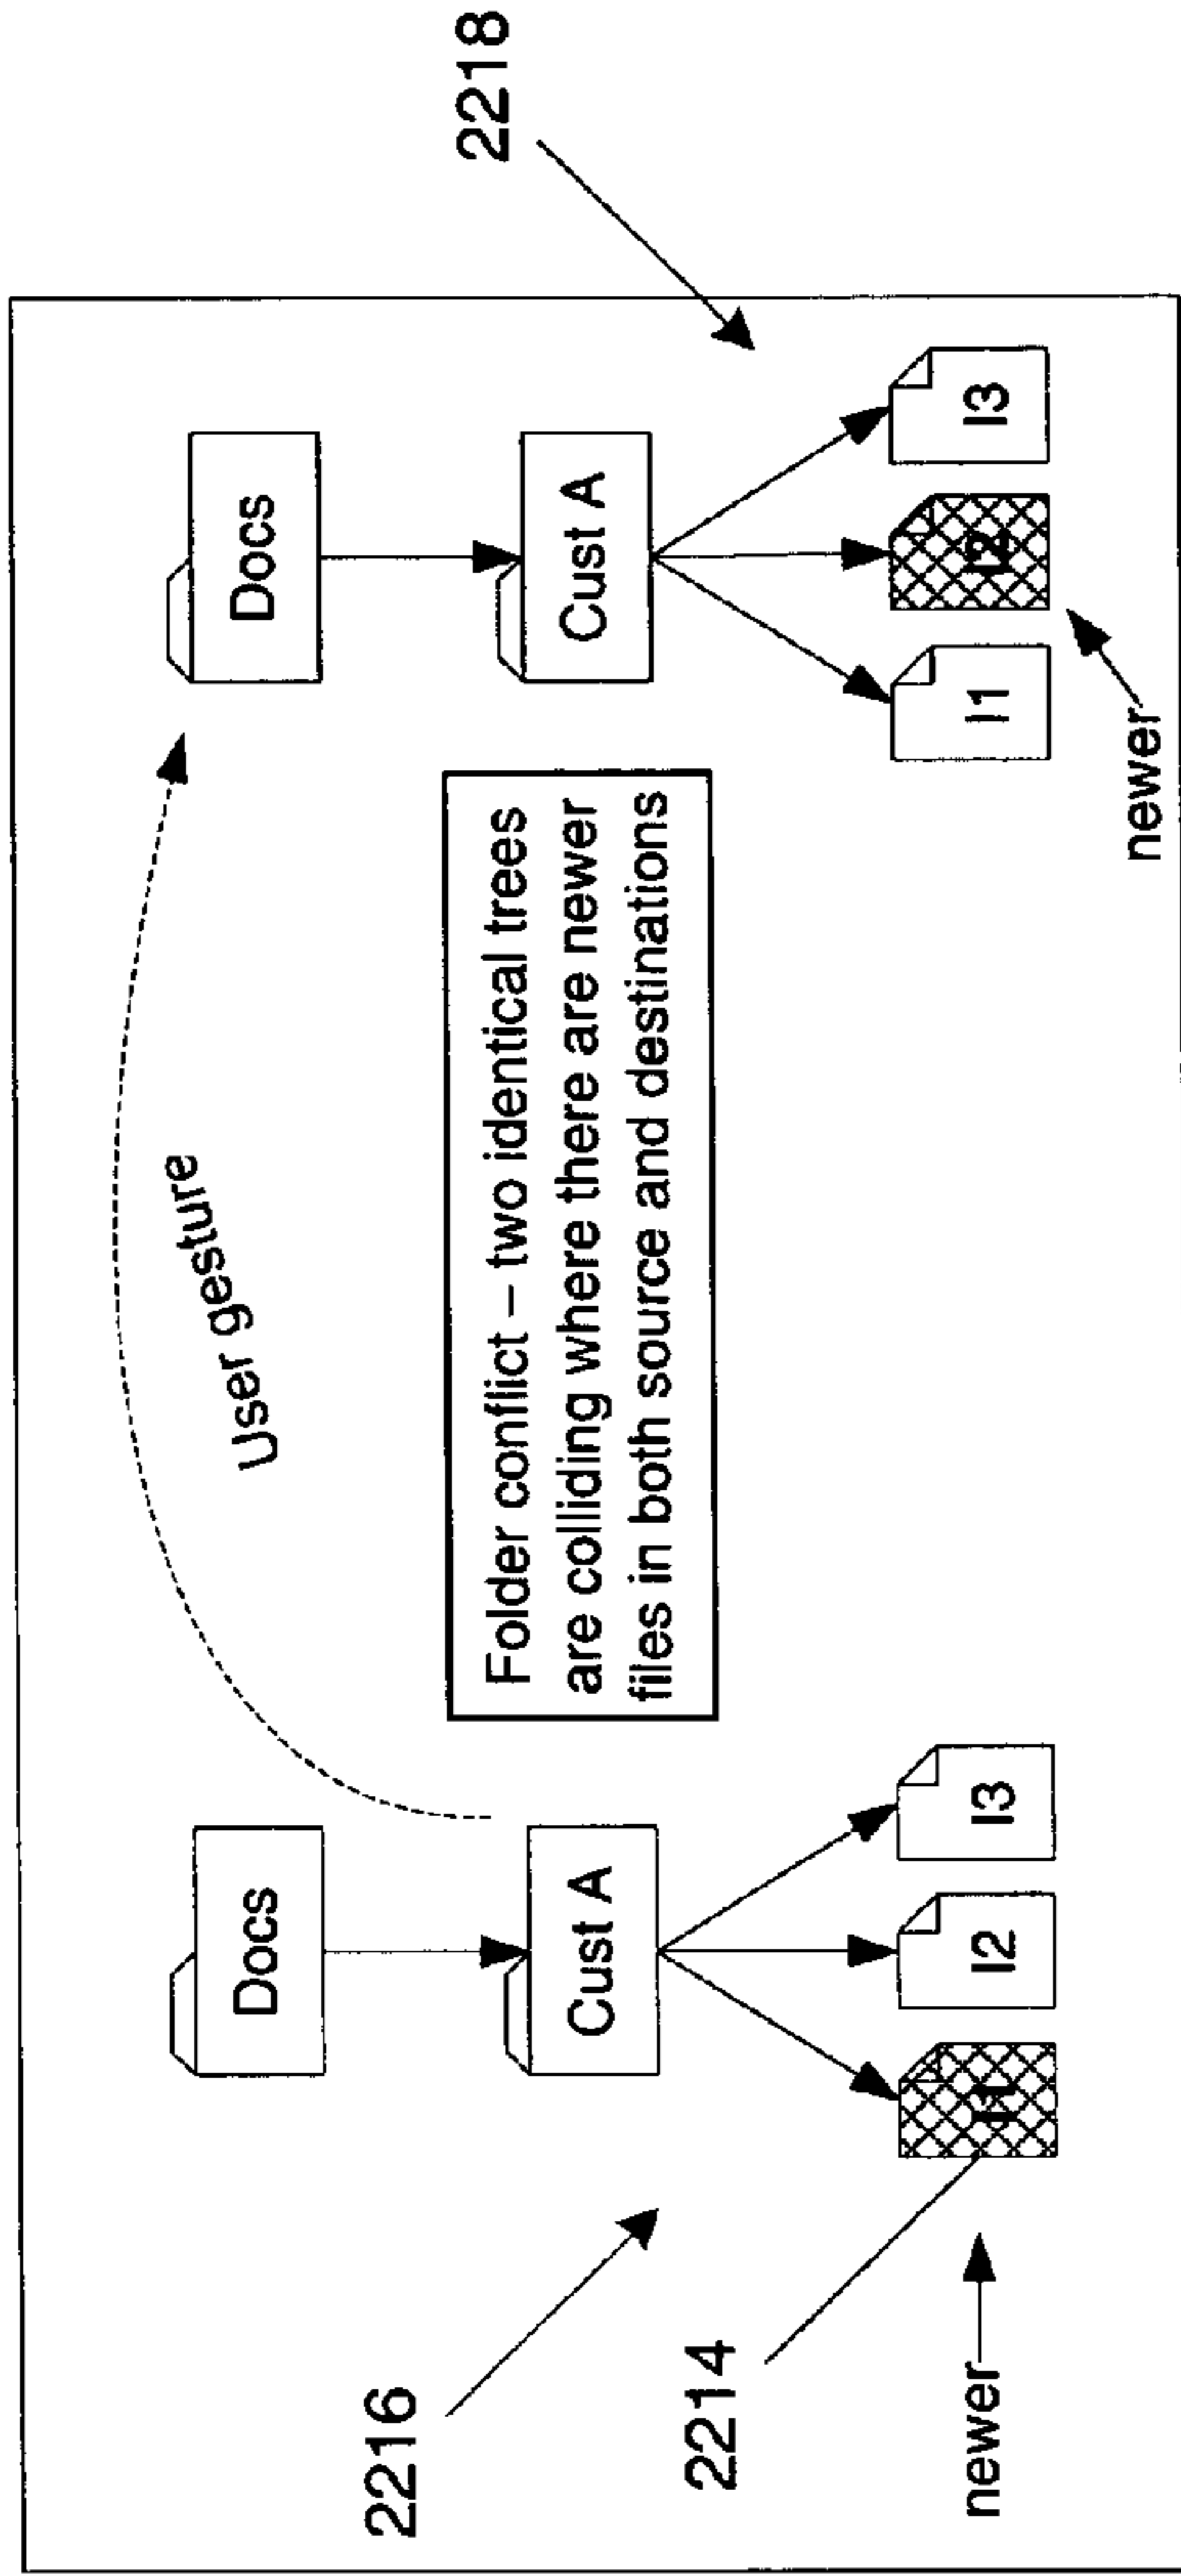 User gesture
Docs
Docs
2218
Cust A
Folder conflict – two identical trees
are colliding where there are newer
files in both source and destinations
Cust A
2216
2214
I1
I2
I3
I1
I2
I3
newer
newer